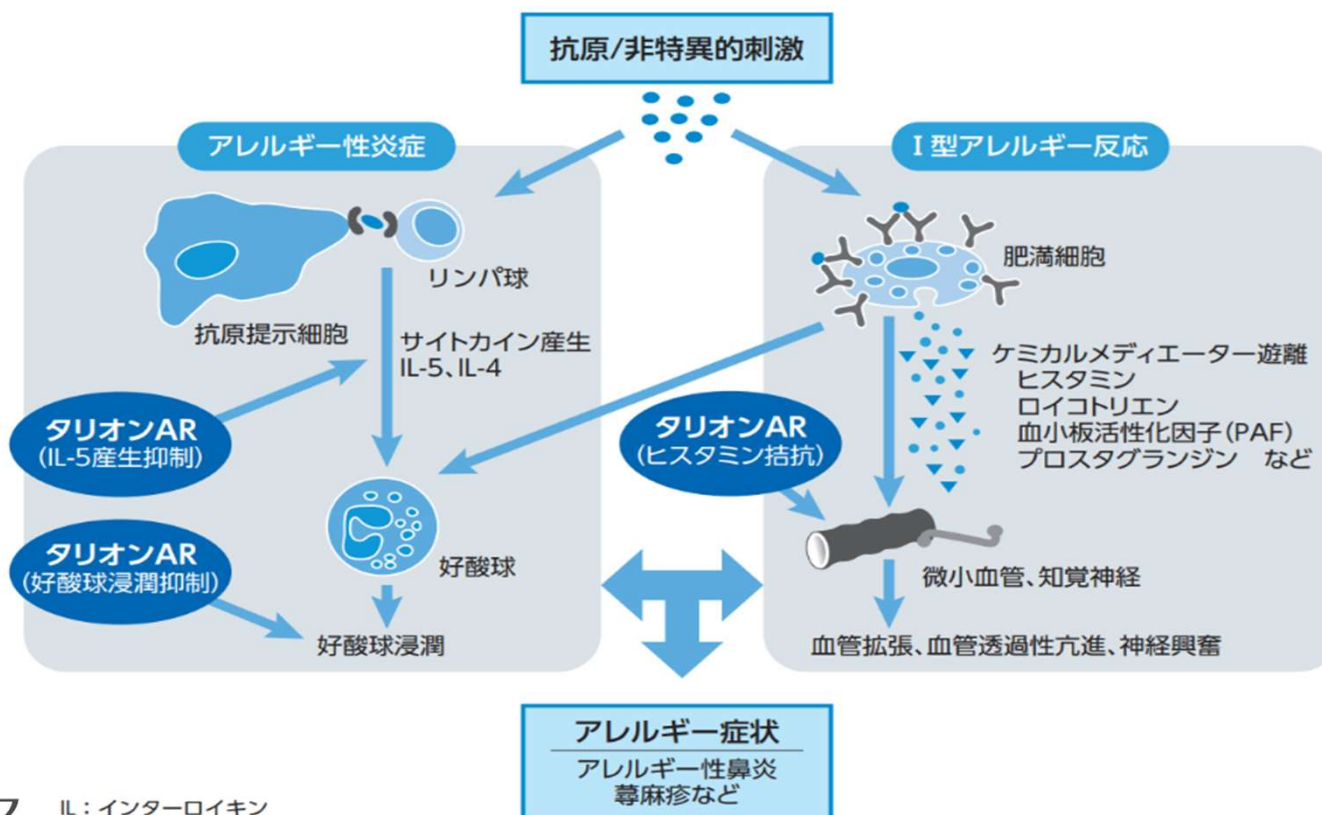 抗原/非特異的刺激
アレルギー性炎症
抗原提示細胞
リンパ球
サイトカイン産生
IL-5、IL-4
タリオンAR
(IL-5産生抑制)
タリオンAR
(好酸球浸潤抑制)
好酸球
好酸球浸潤
I型アレルギー反応
肥満細胞
ケミカルメディエーター遊離
ヒスタミン
ロイコトリエン
血小板活性化因子(PAF)
プロスタグランジン など
タリオンAR
(ヒスタミン拮抗)
微小血管、知覚神経
血管拡張、血管透過性亢進、神経興奮
アレルギー症状
アレルギー性鼻炎
蕁麻疹など
IL：インターロイキン